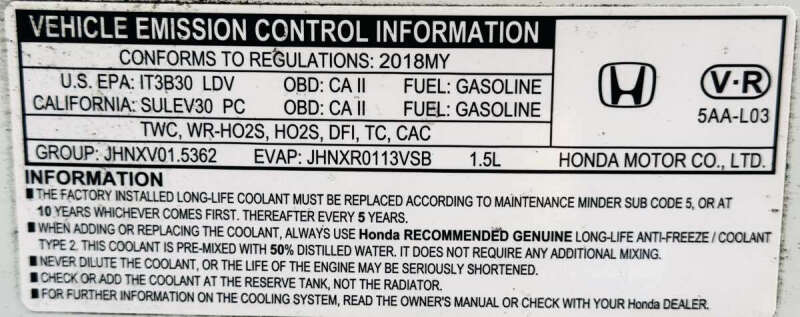 VEHICLE EMISSION CONTROL INFORMATION
CONFORMS TO REGULATIONS: 2018MY
U.S. EPA: IT3B30 LDV OBD: CA II FUEL: GASOLINE
CALIFORNIA: SULEV30 PC OBD: CA II FUEL: GASOLINE
TWC, WR-HO2S, HO2S, DFI, TC, CAC
GROUP: JHNXV01.5362 EVAP: JHNXR0113VSB 1.5L
V-R
5AA-L03
HONDA MOTOR CO., LTD.
INFORMATION
■ THE FACTORY INSTALLED LONG-LIFE COOLANT MUST BE REPLACED ACCORDING TO MAINTENANCE MINDER SUB CODE 5, OR AT
10 YEARS WHICHEVER COMES FIRST. THEREAFTER EVERY 5 YEARS.
■ WHEN ADDING OR REPLACING THE COOLANT, ALWAYS USE Honda RECOMMENDED GENUINE LONG-LIFE ANTI-FREEZE / COOLANT
TYPE 2. THIS COOLANT IS PRE-MIXED WITH 50% DISTILLED WATER. IT DOES NOT REQUIRE ANY ADDITIONAL MIXING.
■ NEVER DILUTE THE COOLANT, OR THE LIFE OF THE ENGINE MAY BE SERIOUSLY SHORTENED.
■ CHECK OR ADD THE COOLANT AT THE RESERVE TANK, NOT THE RADIATOR.
■ FOR FURTHER INFORMATION ON THE COOLING SYSTEM, READ THE OWNER'S MANUAL OR CHECK WITH YOUR Honda DEALER.